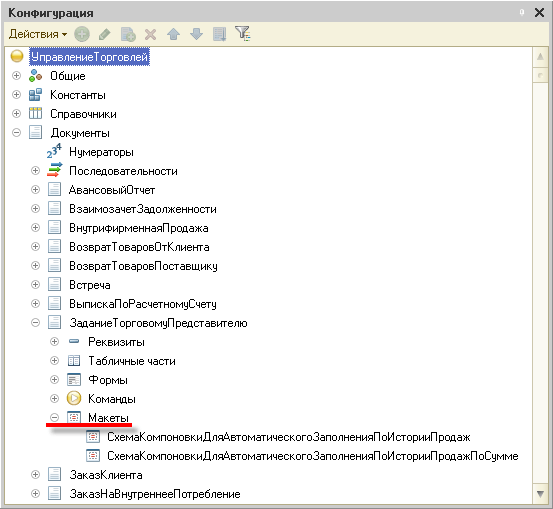 Конфигурация
Действия
УправлениеТорговлей
Общие
Константы
Справочники
Документы
Нумераторы
Последовательности
АвансовыйОтчет
ВзаимозачетЗадолженности
ВнутрифирменнаяПродажа
ВозвратТоваровОтКлиента
ВозвратТоваровПоставщику
Встреча
ВыпискаПоРасчетномуСчету
ЗаданиеТорговомуПредставителю
Реквизиты
Табличные части
Формы
Команды
Макеты
СхемаКомпоновкиДляАвтоматическогоЗаполненияПоИсторииПродаж
СхемаКомпоновкиДляАвтоматическогоЗаполненияПоИсторииПродажПоСумме
ЗаказКлиента
ЗаказНаВнутреннееПотребление